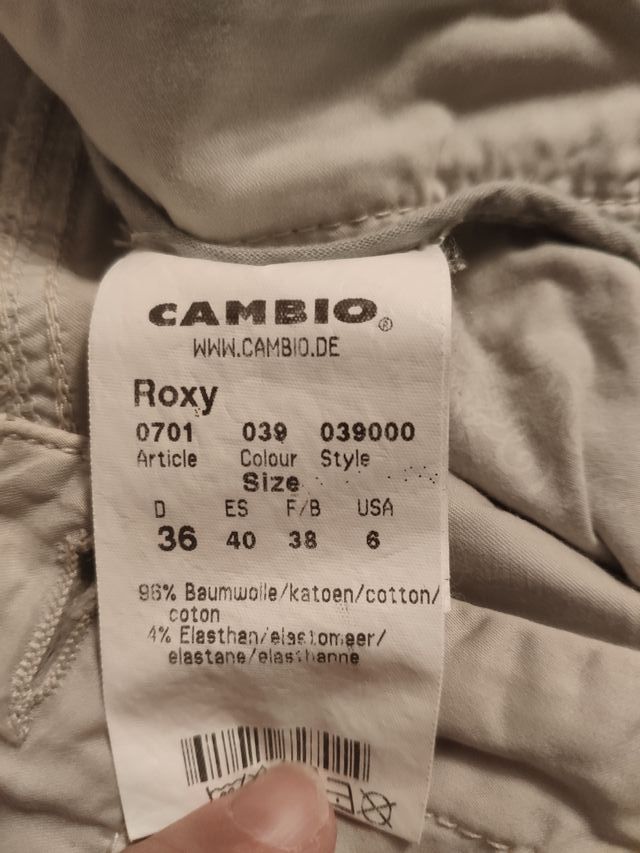 CAMBIO®
WWW.CAMBIO.DE
Roxy
0701 039 039000
Article Colour Style
Size
D ES F/B USA
36 40 38 6
96% Baumwolle/katoen/cotton/
coton
4% Elasthan/elastomeer/
elastane/elasthanne